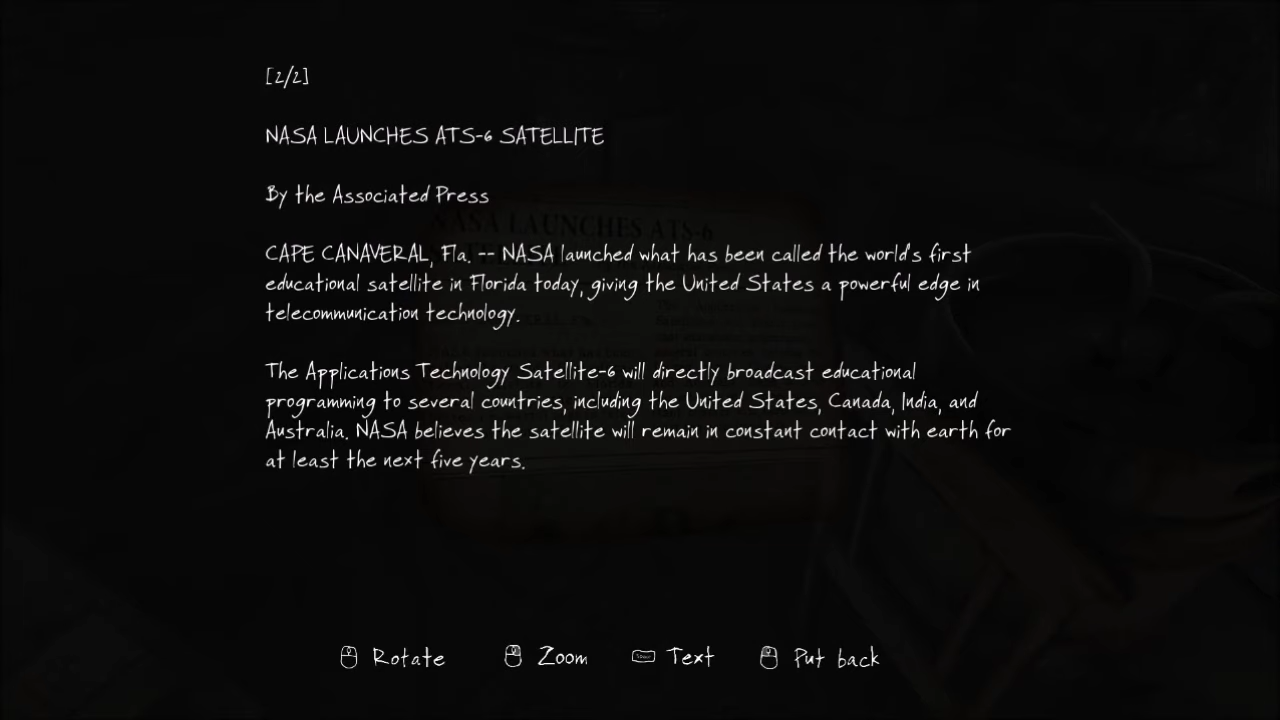 [2/2]
NASA LAUNCHES ATS-6 SATELLITE
By the Associated Press
CAPE CANAVERAL, Fla. -- NASA launched what has been called the world's first
educational satellite in Florida today, giving the United States a powerful edge in
telecommunication technology.
The Applications Technology Satellite-6 will directly broadcast educational
programming to several countries, including the United States, Canada, India, and
Australia. NASA believes the satellite will remain in constant contact with earth for
at least the next five years.
NASA LAUNCHES ATS-6
Rotate Zoom Text Put back